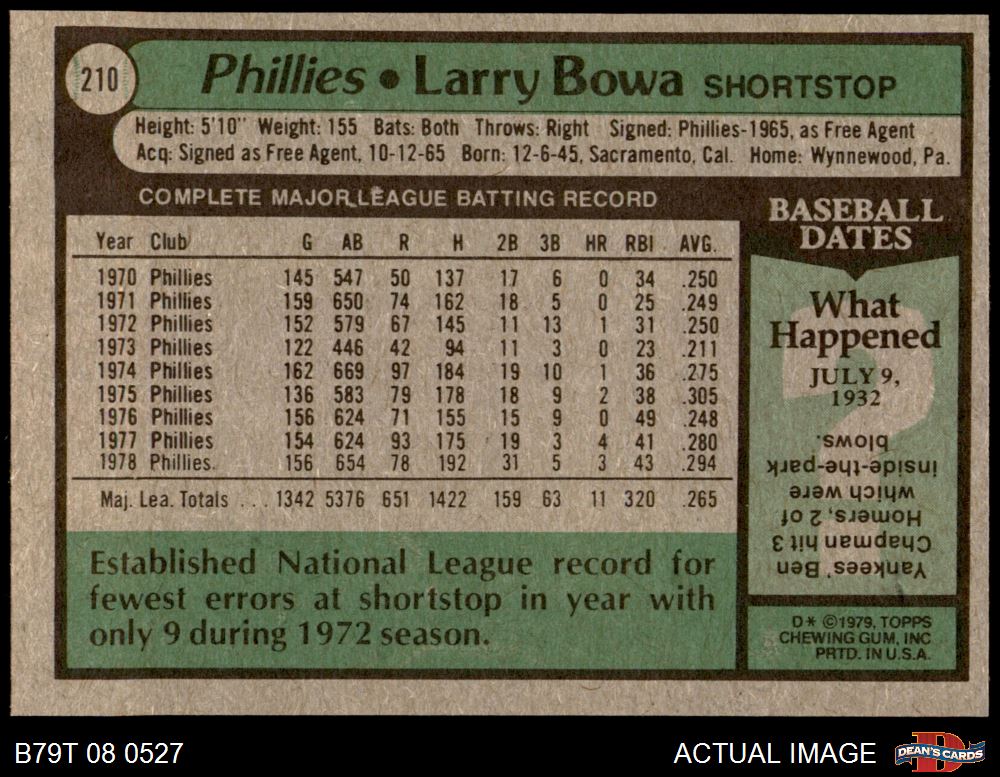 210
Phillies • Larry Bowa SHORTSTOP
Height: 5'10" Weight: 155 Bats: Both Throws: Right Signed: Phillies-1965, as Free Agent
Acq: Signed as Free Agent, 10-12-65 Born: 12-6-45, Sacramento, Cal. Home: Wynnewood, Pa.
COMPLETE MAJOR LEAGUE BATTING RECORD
Year Club G AB R H 2B 3B HR RBI AVG.
1970 Phillies 145 547 50 137 17 6 0 34 .250
1971 Phillies 159 650 74 162 18 5 0 25 .249
1972 Phillies 152 579 67 145 11 13 1 31 .250
1973 Phillies 122 446 42 94 11 3 0 23 .211
1974 Phillies 162 669 97 184 19 10 1 36 .275
1975 Phillies 136 583 79 178 18 9 2 38 .305
1976 Phillies 156 624 71 155 15 9 0 49 .248
1977 Phillies 154 624 93 175 19 3 4 41 .280
1978 Phillies. 156 654 78 192 31 5 3 43 .294
Maj. Lea. Totals ... 1342 5376 651 1422 159 63 11 320 .265
Established National League record for
fewest errors at shortstop in year with
only 9 during 1972 season.
BASEBALL
DATES
What
Happened
JULY 9,
1932
Yankees' Ben
Chapman hit 3
Homers, 2 of
which were
inside-the-park
blows.
D* ©1979, TOPPS
CHEWING GUM, INC
PRTD. IN U.S.A.
B79T 08 0527
ACTUAL IMAGE
D
DEAN'S CARDS